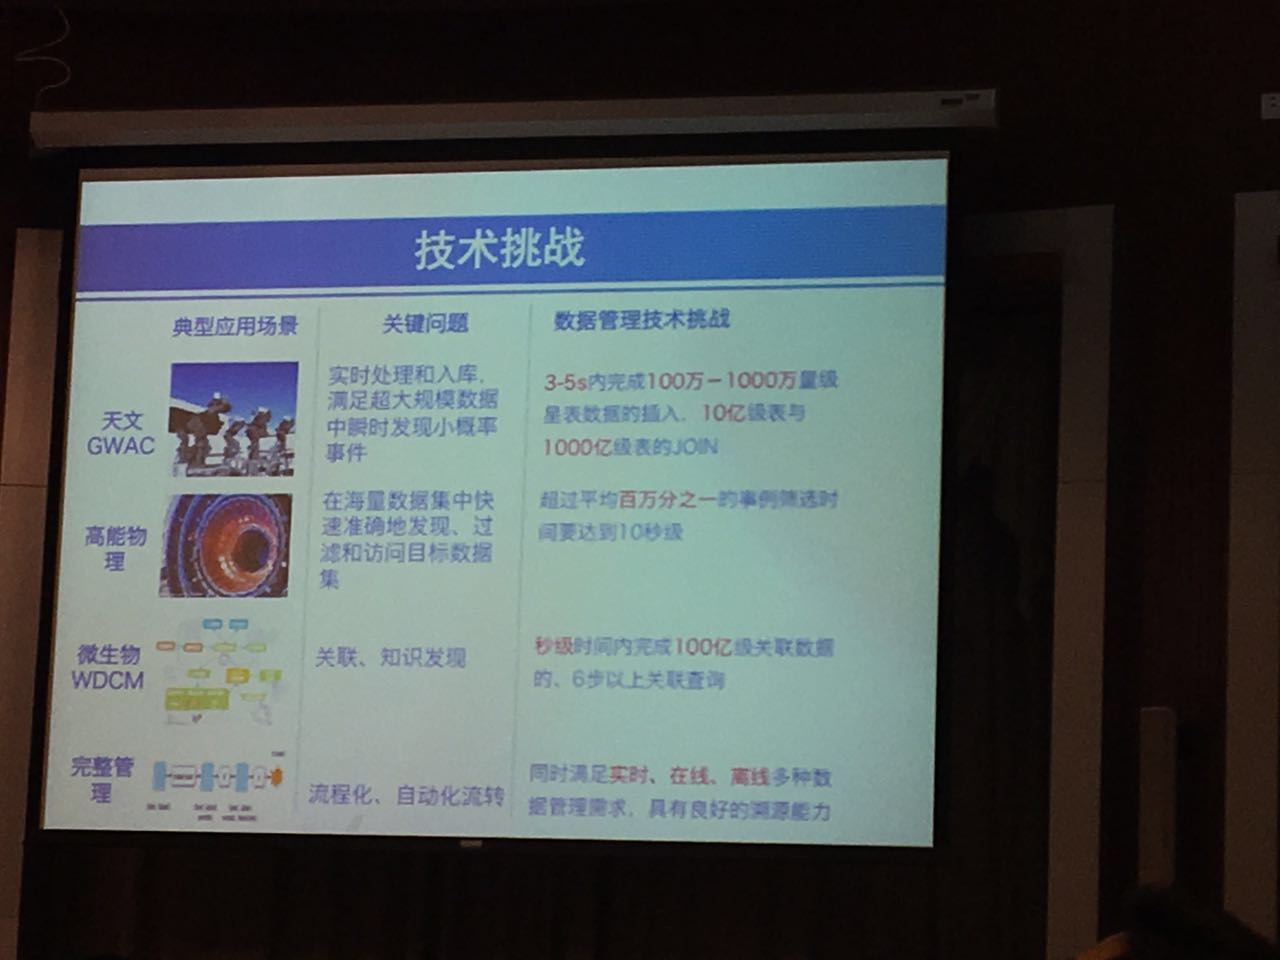 技术挑战
典型应用场景
关键问题
数据管理技术挑战
天文
GWAC
实时处理和入库，
满足超大规模数据
中瞬时发现小概率
事件
3-5s内完成100万－1000万量级
星表数据的插入，10亿级表与
1000亿级表的JOIN
高能物
理
在海量数据集中快
速准确地发现、过
滤和访问目标数据
集
超过平均百万分之一的事例筛选时
间要达到10秒级
微生物
WDCM
关联、知识发现
秒级时间内完成100亿级关联数据
的、6步以上关联查询
完整管
理
流程化、自动化流转
同时满足实时、在线、离线多种数
据管理需求，具有良好的溯源能力